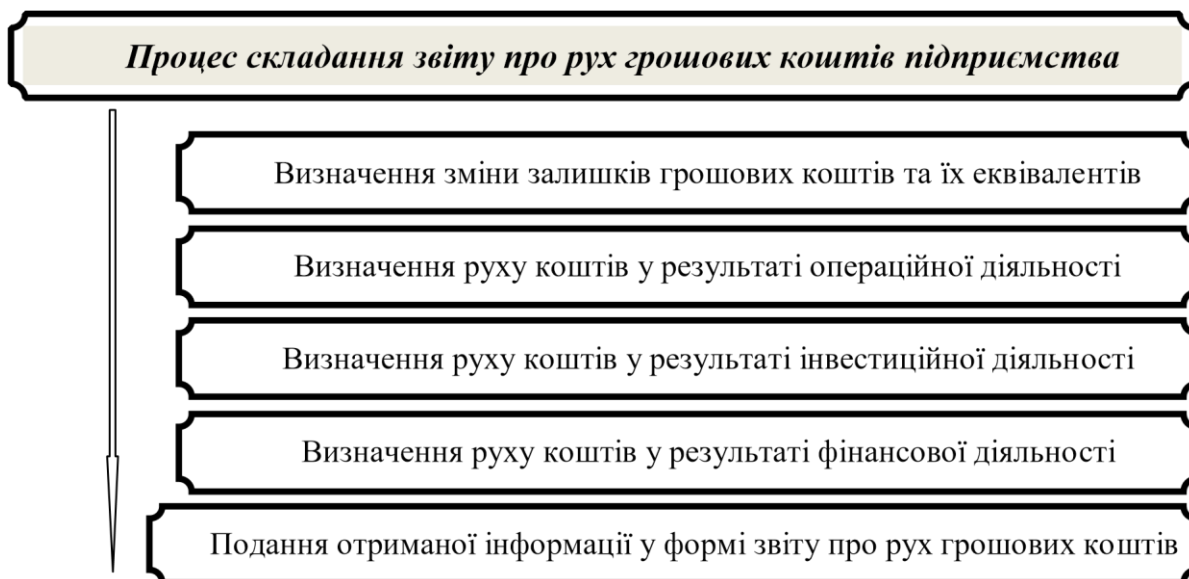 Процес складання звіту про рух грошових коштів підприємства
Визначення зміни залишків грошових коштів та їх еквівалентів
Визначення руху коштів у результаті операційної діяльності
Визначення руху коштів у результаті інвестиційної діяльності
Визначення руху коштів у результаті фінансової діяльності
Подання отриманої інформації у формі звіту про рух грошових коштів